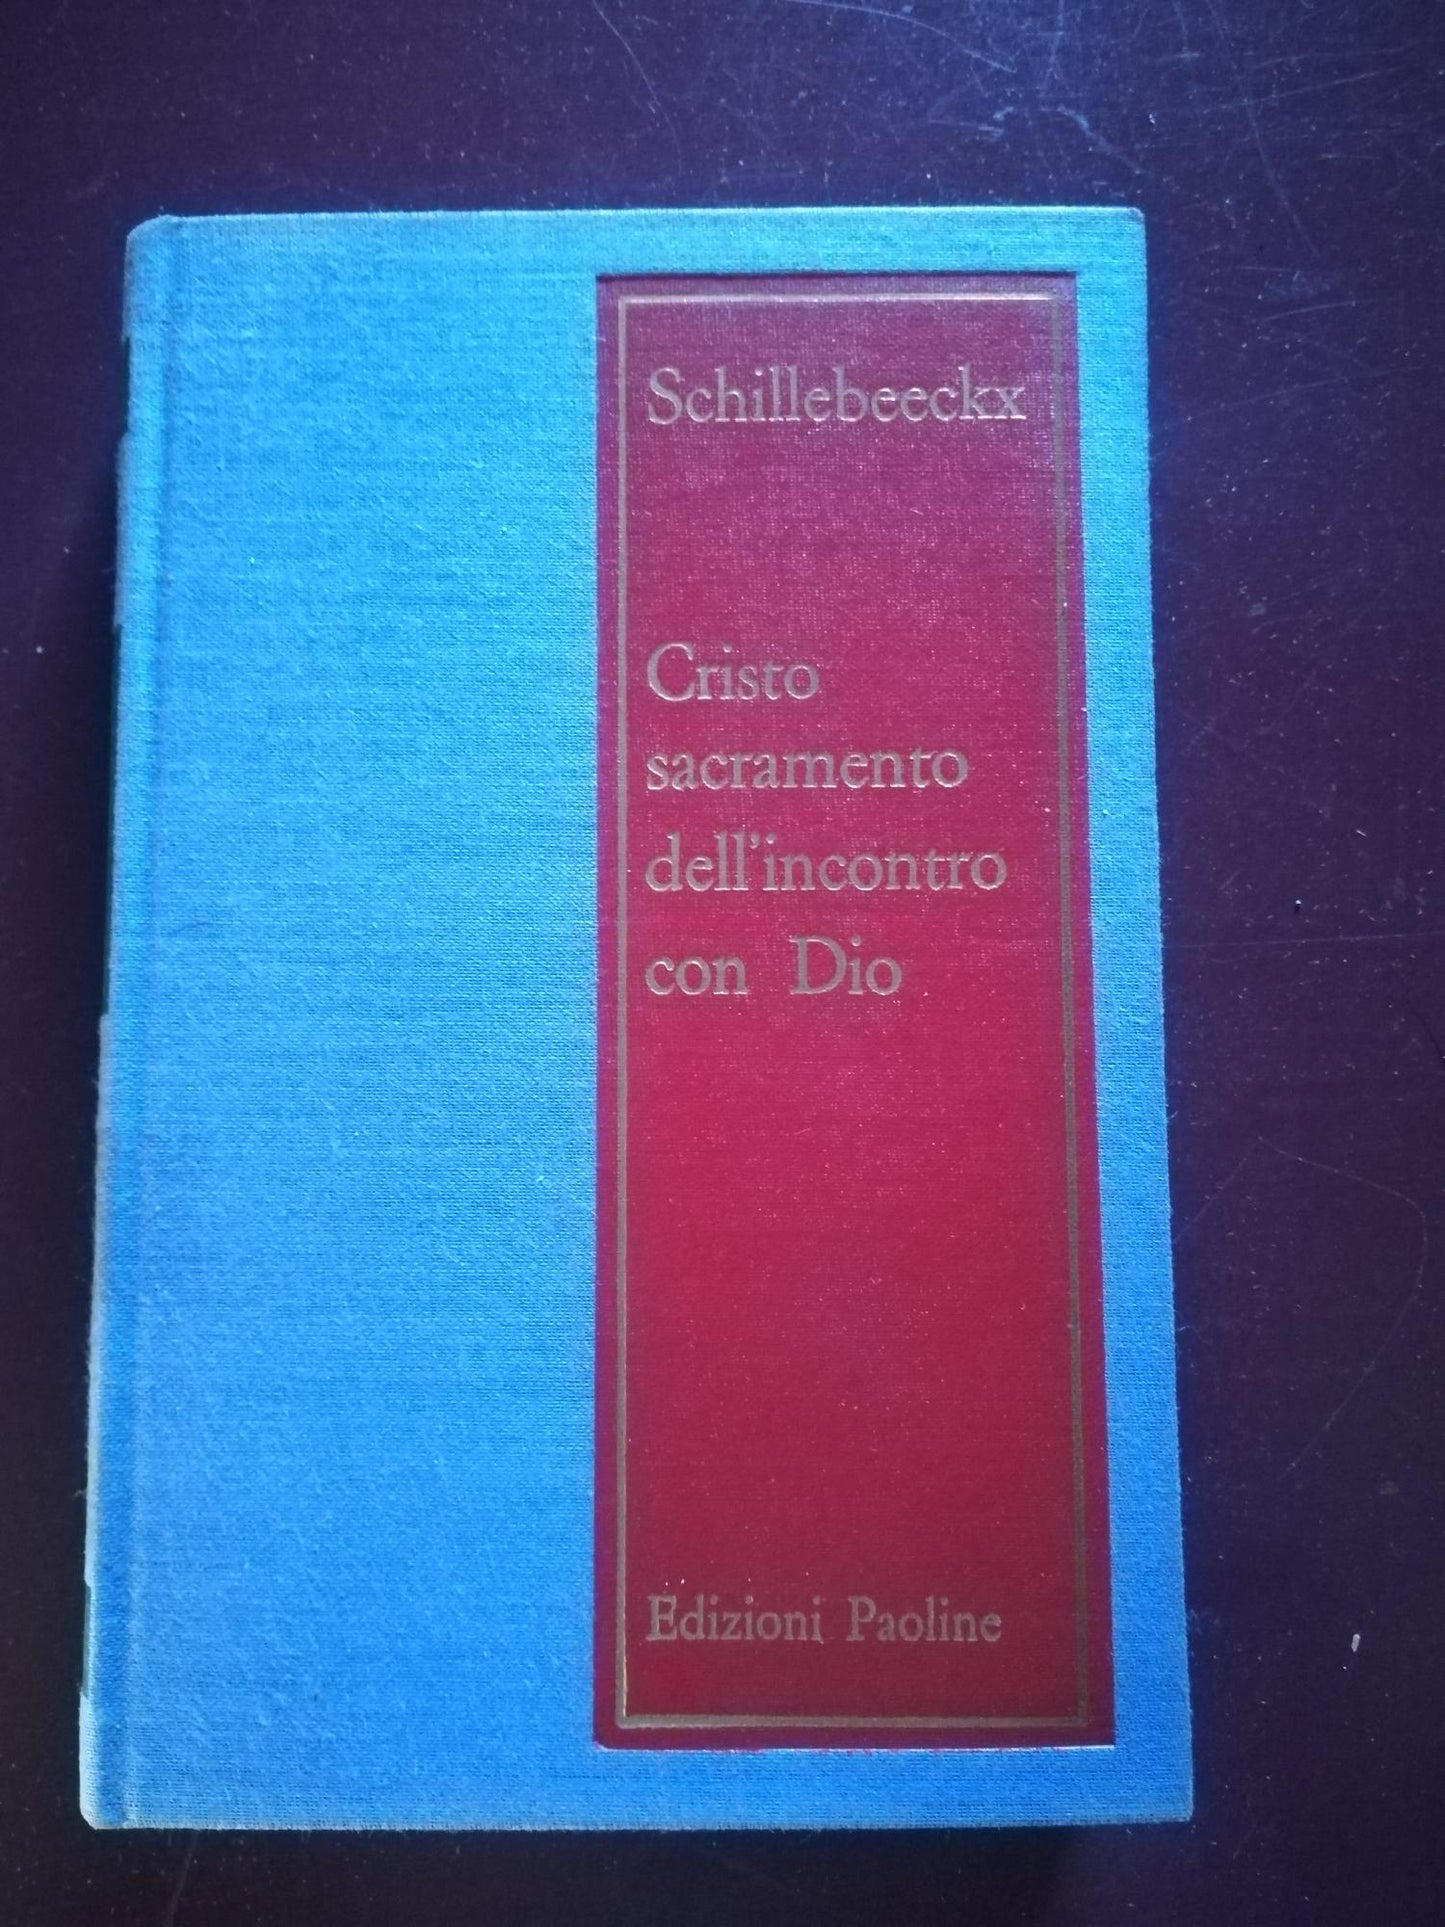 Schillebeeckx
Cristo
sacramento
dell'incontro
con Dio
Edizioni Paoline